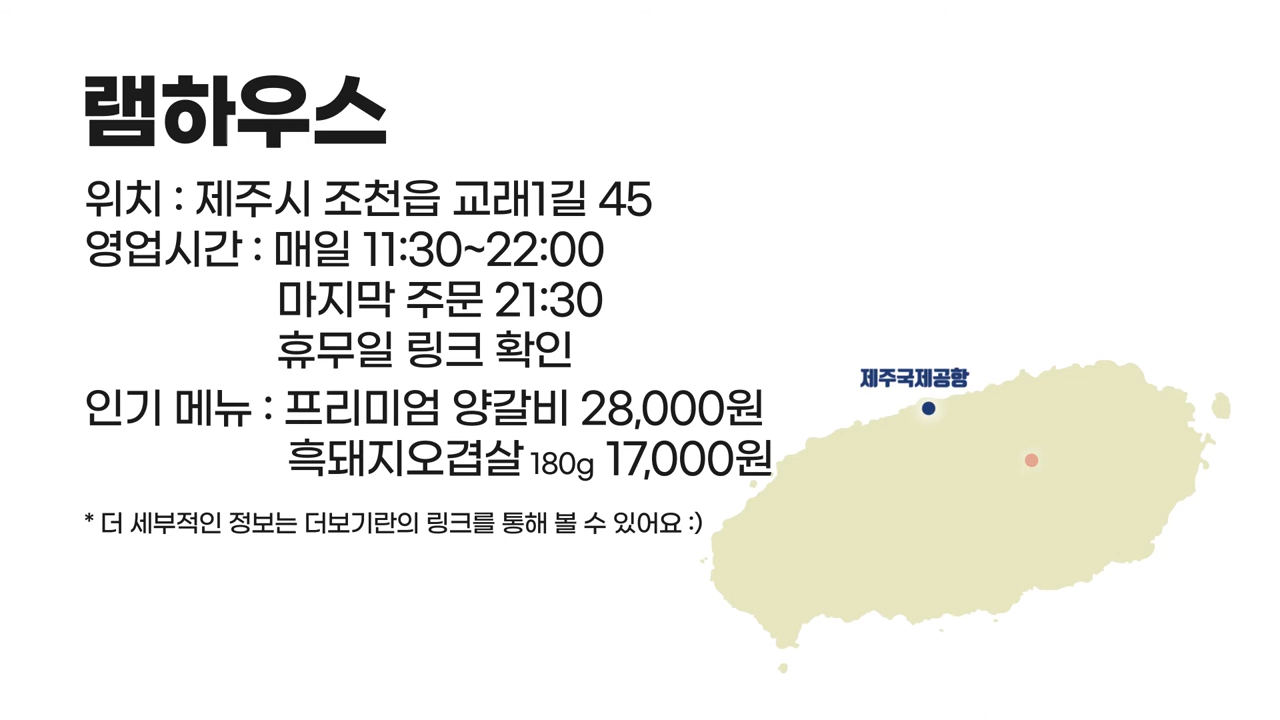 램하우스
위치 : 제주시 조천읍 교래1길 45
영업시간 : 매일 11:30~22:00
마지막 주문 21:30
휴무일 링크 확인
인기 메뉴 : 프리미엄 양갈비 28,000원
흑돼지오겹살 180g 17,000원
* 더 세부적인 정보는 더보기란의 링크를 통해 볼 수 있어요 :)
제주국제공항